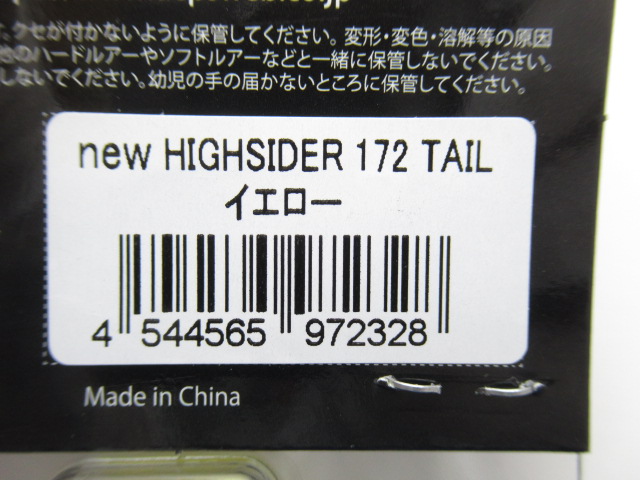 クセが付かないように保管してください。変形・変色・溶解等の原因
他のハードルアーやソフトルアーなどと一緒に保管しないでください。
しないでください。幼児の手の届かないところに保管してください。
new HIGHSIDER 172 TAIL
イエロー
4 544565 972328
Made in China